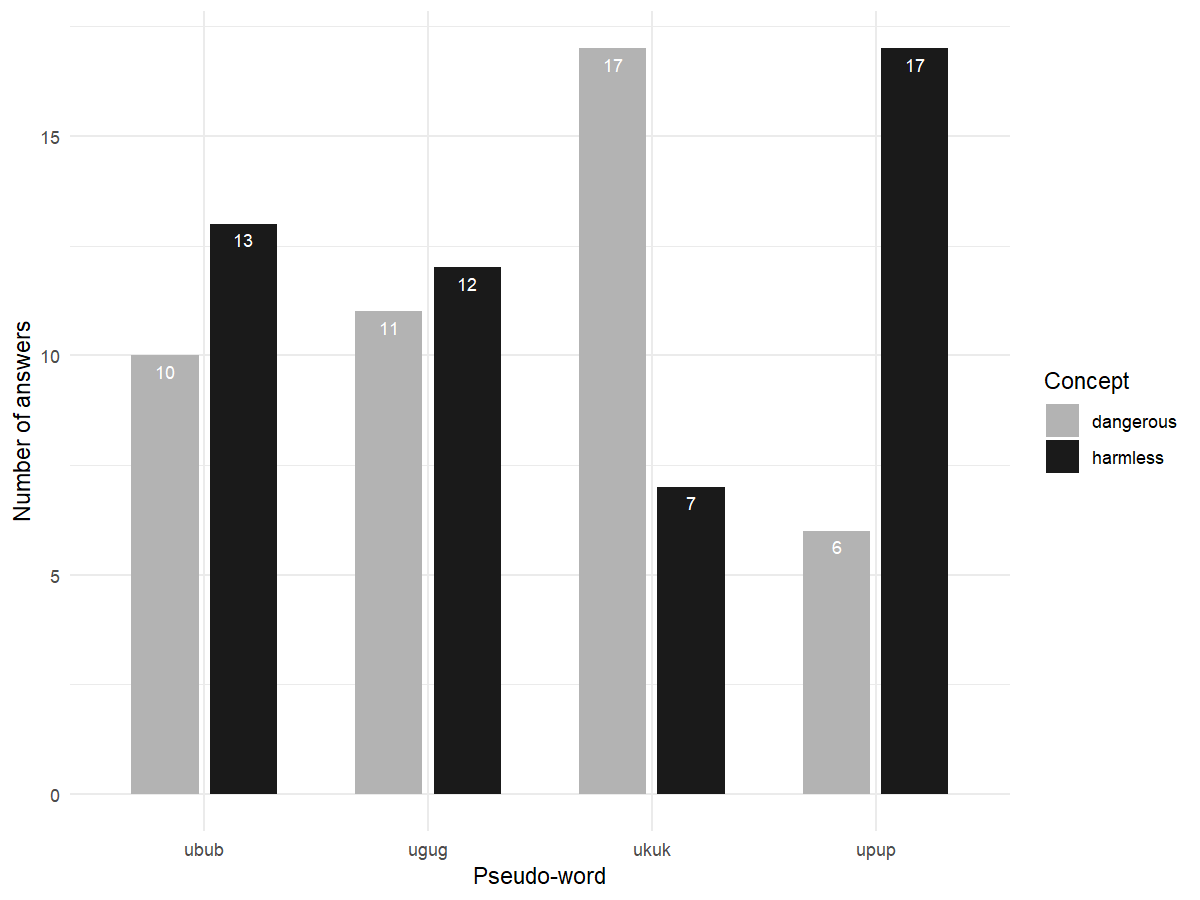 17
17
15
13
12
11
10
10
7
6
5
0
ubub ugug ukuk upup
Pseudo-word
Number of answers
Concept
dangerous
harmless